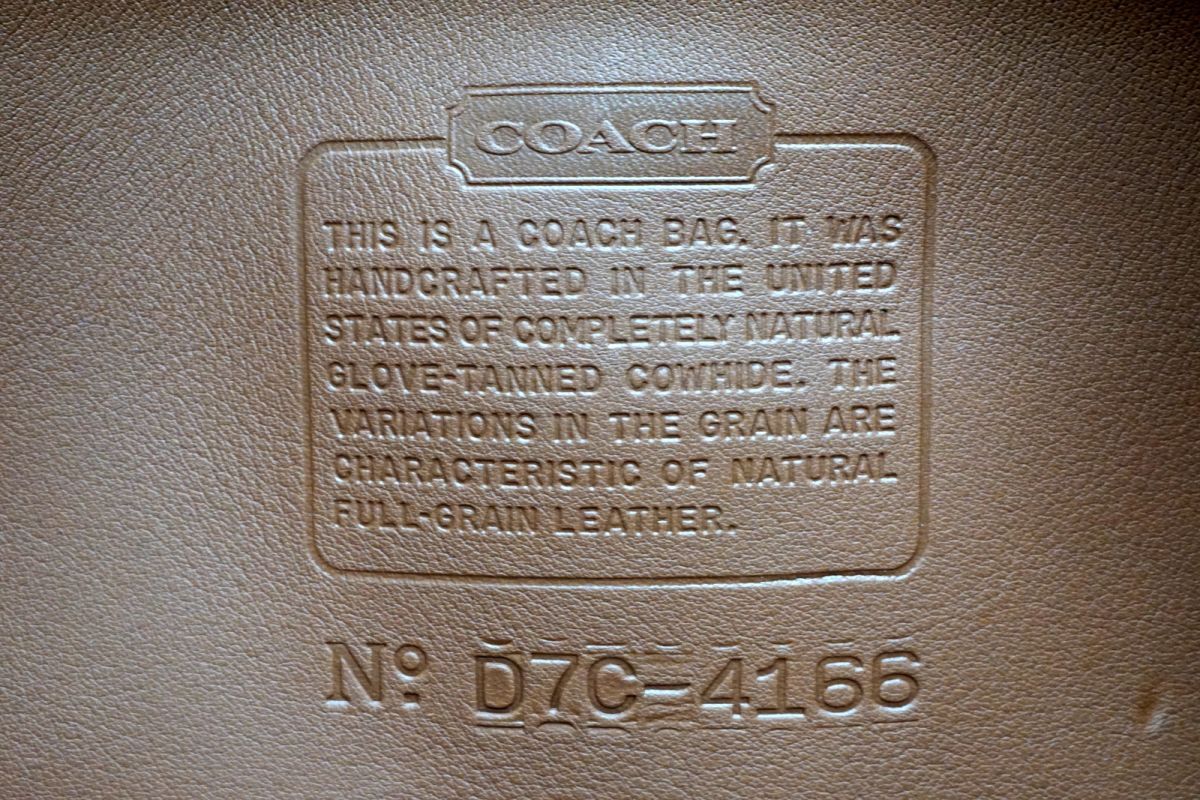 COACH
THIS IS A COACH BAG. IT WAS
HANDCRAFTED IN THE UNITED
STATES OF COMPLETELY NATURAL
GLOVE-TANNED COWHIDE. THE
VARIATIONS IN THE GRAIN ARE
CHARACTERISTIC OF NATURAL
FULL-GRAIN LEATHER.
Nº D7C-4166